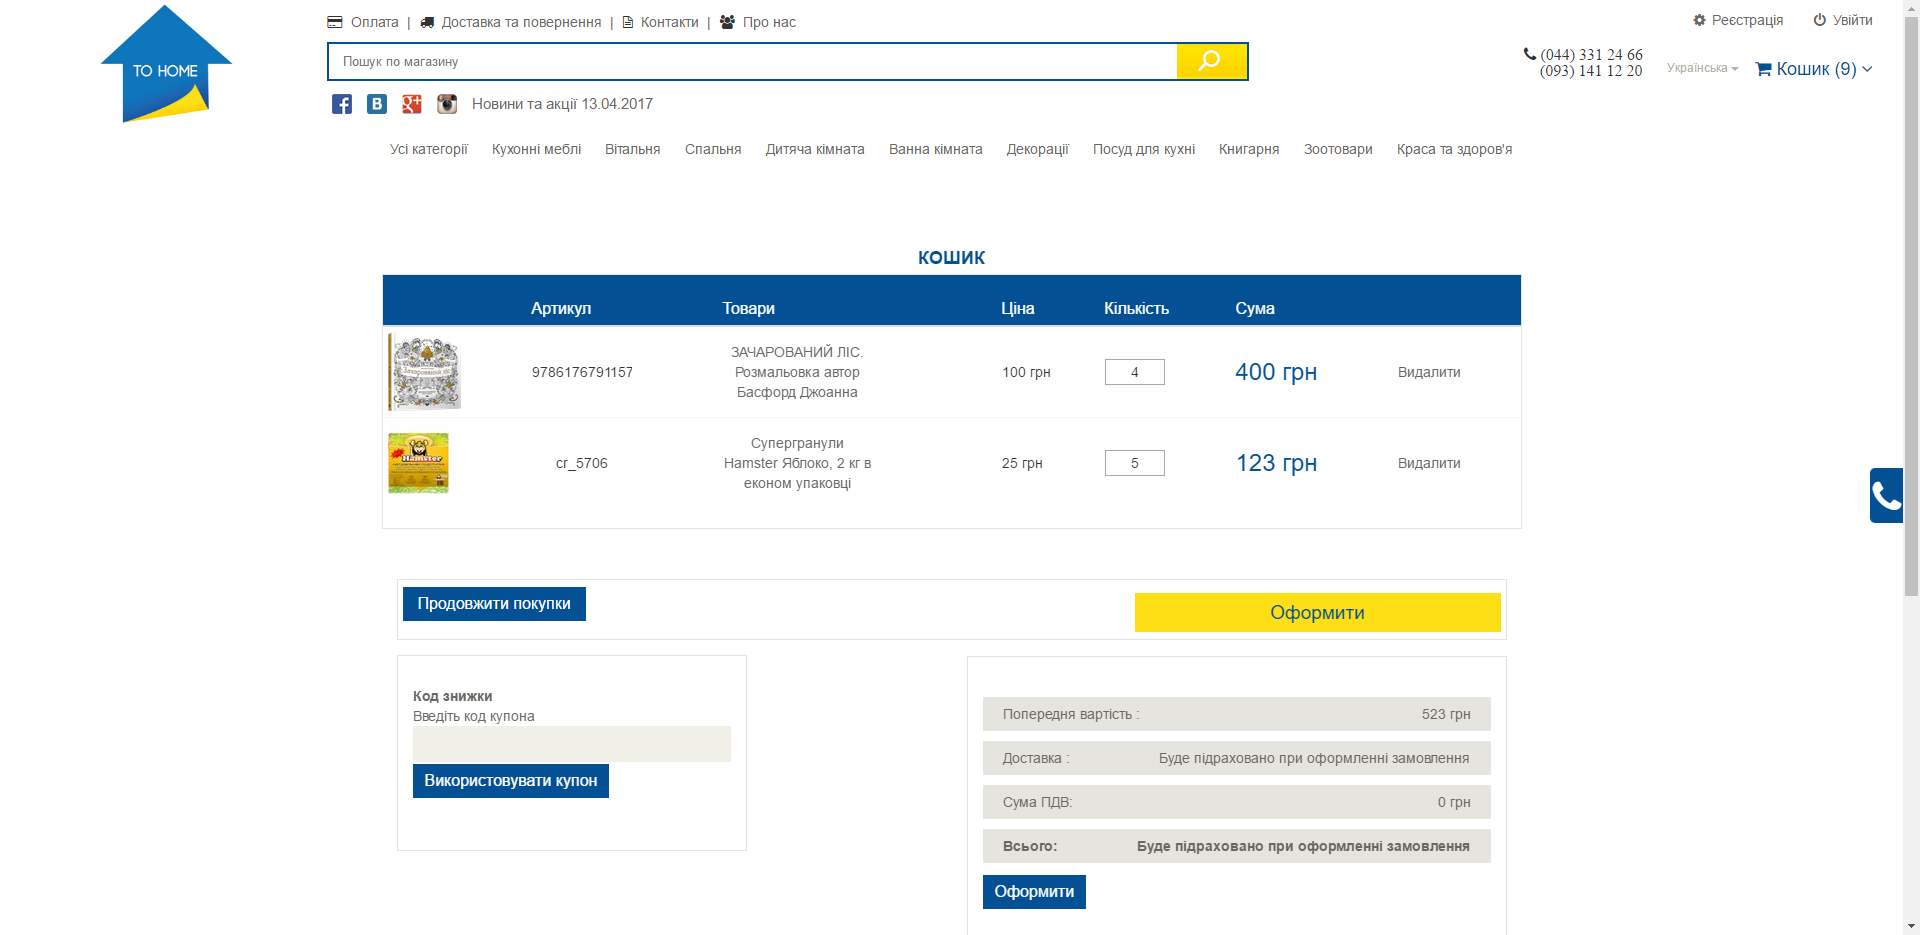 TO HOME
Оплата | Доставка та повернення | Контакти | Про нас
Реєстрація Увійти
Пошук по магазину
(044) 331 24 66
(093) 141 12 20
Українська
Кошик (9)
Новини та акції 13.04.2017
Усі категорії Кухонні меблі Вітальня Спальня Дитяча кімната Ванна кімната Декорації Посуд для кухні Книгарня Зоотовари Краса та здоров'я
КОШИК
Артикул Товари Ціна Кількість Сума
Зачарований ліс
9786176791157
ЗАЧАРОВАНИЙ ЛІС.
Розмальовка автор
Басфорд Джоанна
100 грн 4 400 грн Видалити
Hamster
cr_5706
Супергранули
Hamster Яблоко, 2 кг в
економ упаковці
25 грн 5 123 грн Видалити
Продовжити покупки
Оформити
Код знижки
Введіть код купона
Використовувати купон
Попередня вартість : 523 грн
Доставка : Буде підраховано при оформленні замовлення
Сума ПДВ: 0 грн
Всього: Буде підраховано при оформленні замовлення
Оформити